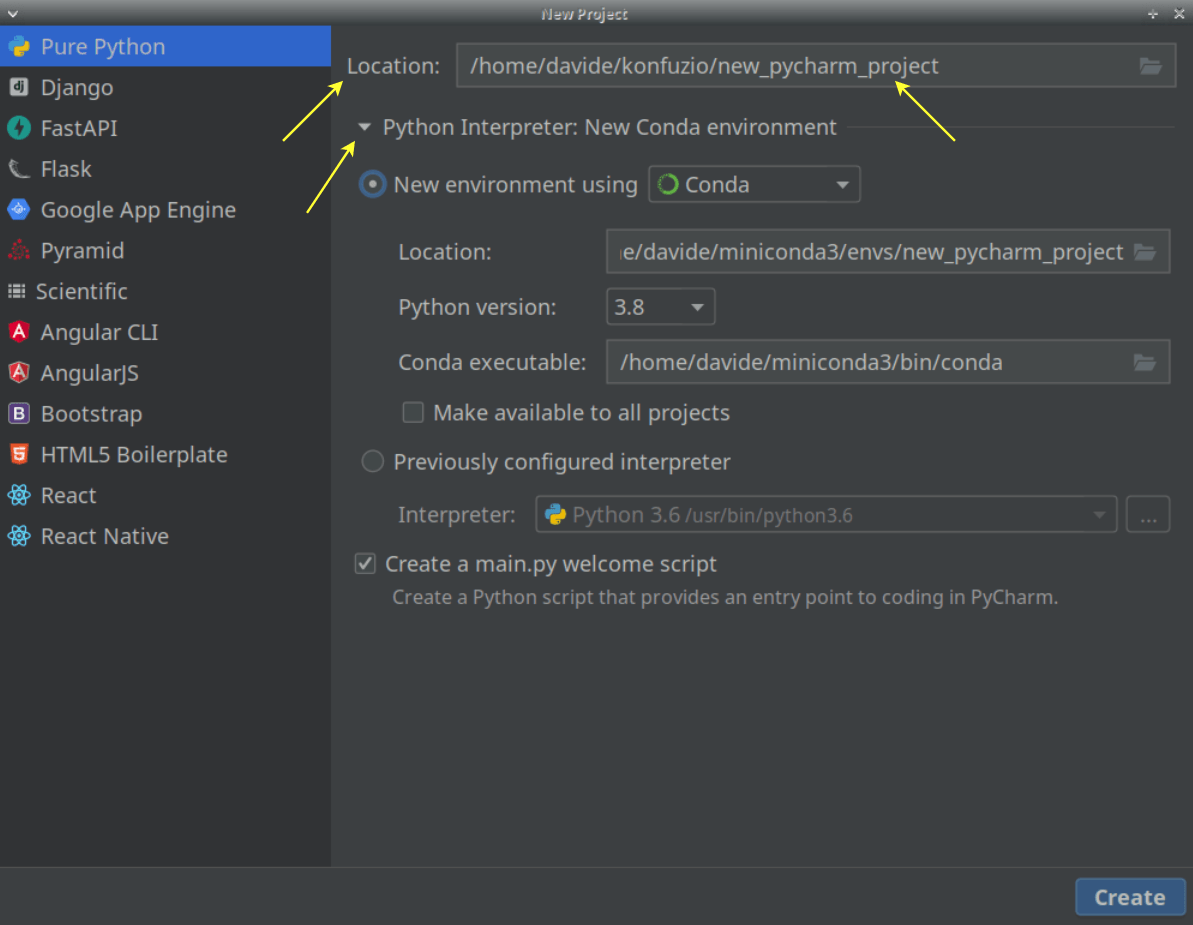 New Project
Pure Python
Django
FastAPI
Flask
Google App Engine
Pyramid
Scientific
Angular CLI
AngularJS
Bootstrap
HTML5 Boilerplate
React
React Native
Location: /home/davide/konfuzio/new_pycharm_project
Python Interpreter: New Conda environment
New environment using Conda
Location: e/davide/miniconda3/envs/new_pycharm_project
Python version: 3.8
Conda executable: /home/davide/miniconda3/bin/conda
Make available to all projects
Previously configured interpreter
Interpreter: Python 3.6 /usr/bin/python3.6 ...
Create a main.py welcome script
Create a Python script that provides an entry point to coding in PyCharm.
Create